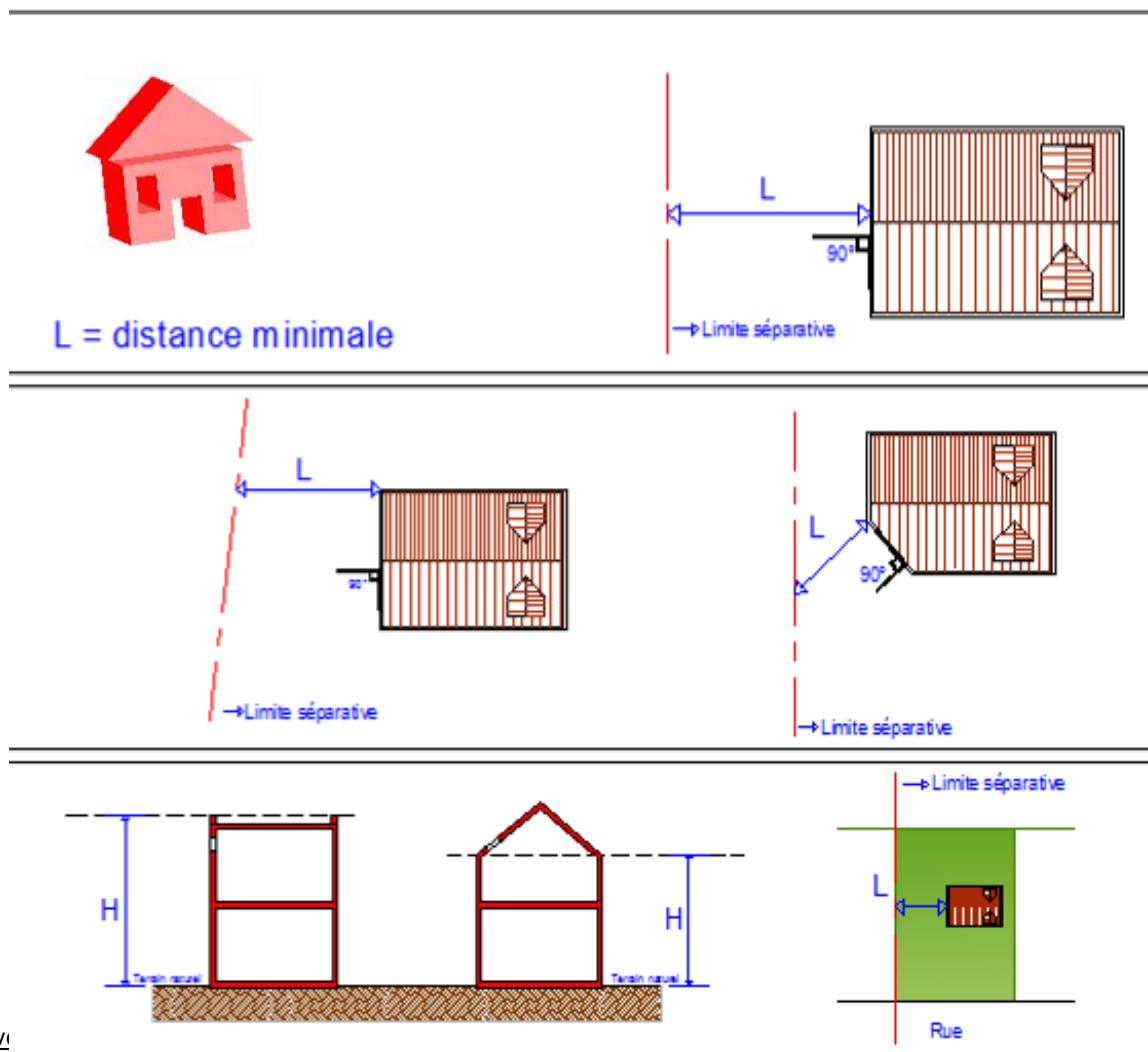 L
90°
L = distance minimale
Limite séparative
L
90°
Limite séparative
L
90°
Limite séparative
Limite séparative
H
H
L
Terrain naturel
Terrain naturel
Rue